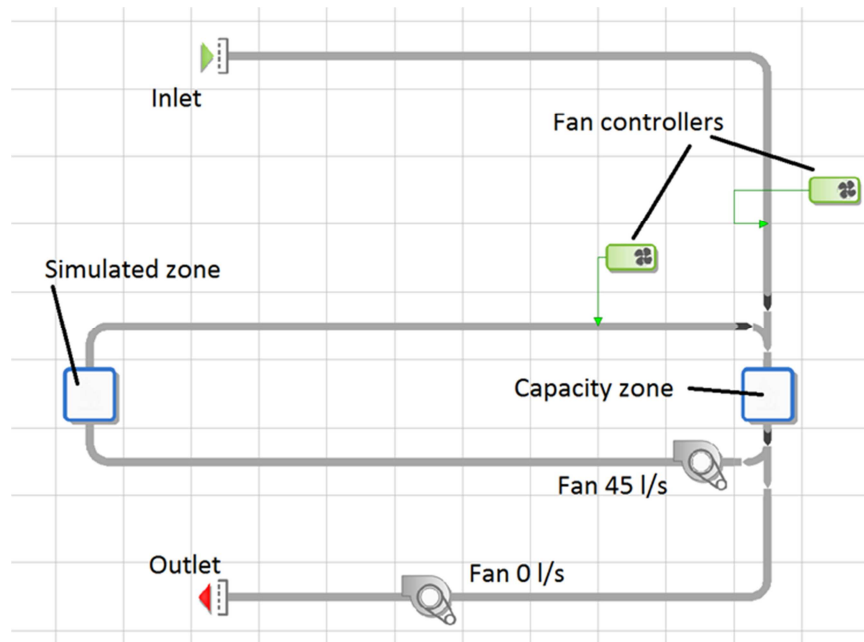 Inlet
Fan controllers
Simulated zone
Capacity zone
Fan 45 l/s
Outlet
Fan 0 l/s